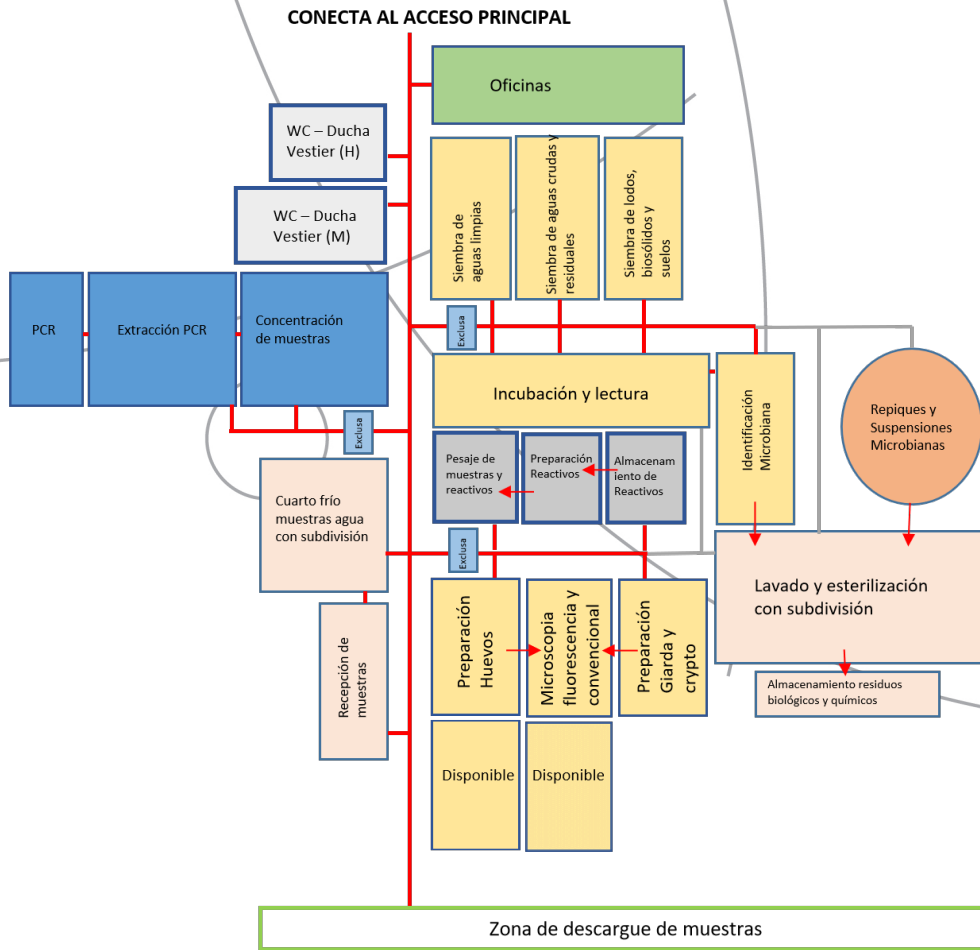 CONECTA AL ACCESO PRINCIPAL
Oficinas
WC – Ducha
Vestier (H)
WC – Ducha
Vestier (M)
Siembra de
aguas limpias
Siembra de aguas crudas y
residuales
Siembra de lodos,
biosólidos y
suelos
PCR
Extracción PCR
Concentración
de muestras
Exclusa
Incubación y lectura
Identificación
Microbiana
Repiques y
Suspensiones
Microbianas
Exclusa
Pesaje de
muestras y
reactivos
Preparación
Reactivos
Almacenam
iento de
Reactivos
Cuarto frío
muestras agua
con subdivisión
Exclusa
Lavado y esterilización
con subdivisión
Preparación
Huevos
Microscopia
fluorescencia y
convencional
Preparación
Giarda y
crypto
Recepción de
muestras
Almacenamiento residuos
biológicos y químicos
Disponible
Disponible
Zona de descargue de muestras